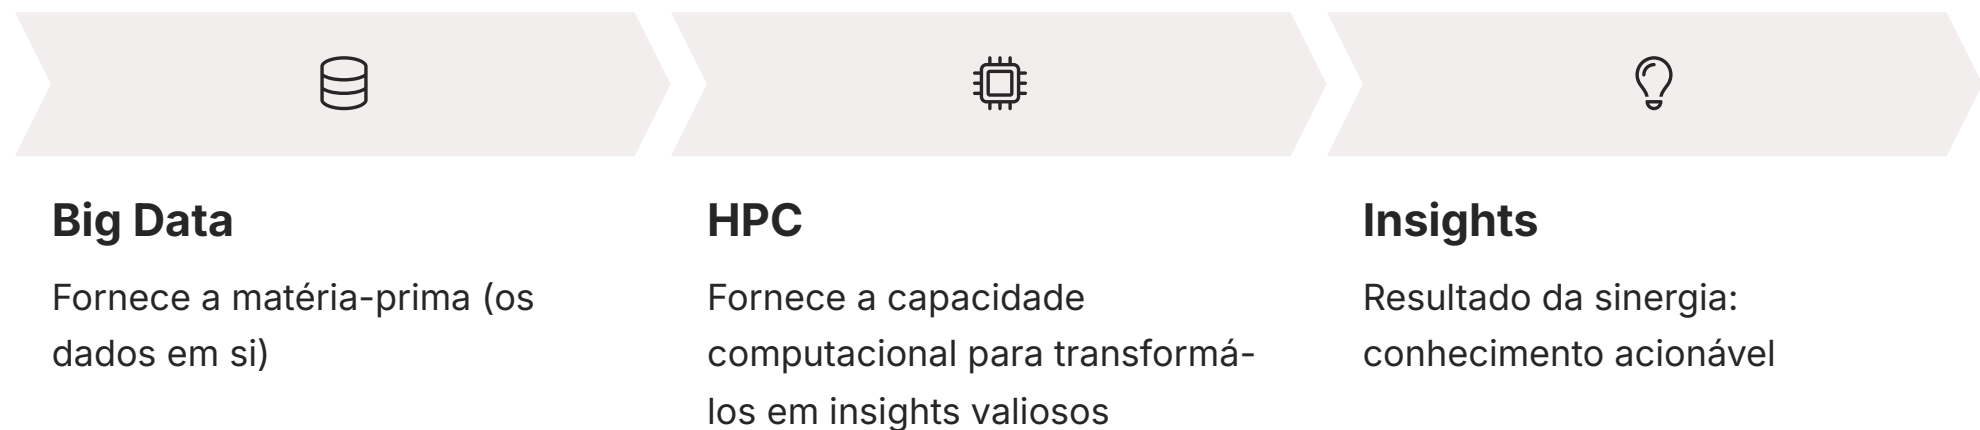 Big Data
Fornece a matéria-prima (os
dados em si)
HPC
Fornece a capacidade
computacional para transformá-
los em insights valiosos
Insights
Resultado da sinergia:
conhecimento acionável